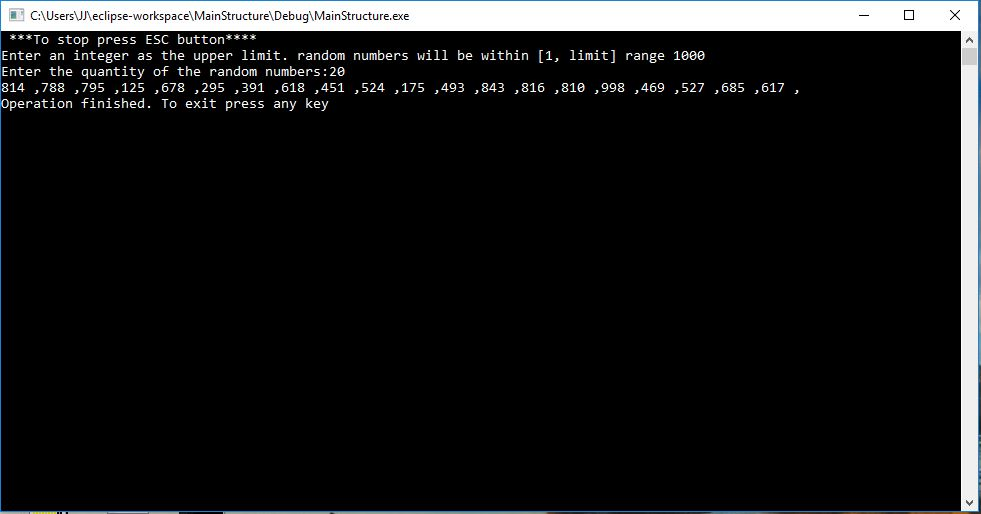 C:\Users\JJ\eclipse-workspace\MainStructure\Debug\MainStructure.exe
***To stop press ESC button****
Enter an integer as the upper limit. random numbers will be within [1, limit] range 1000
Enter the quantity of the random numbers:20
814 ,788 ,795 ,125 ,678 ,295 ,391 ,618 ,451 ,524 ,175 ,493 ,843 ,816 ,810 ,998 ,469 ,527 ,685 ,617 ,
Operation finished. To exit press any key